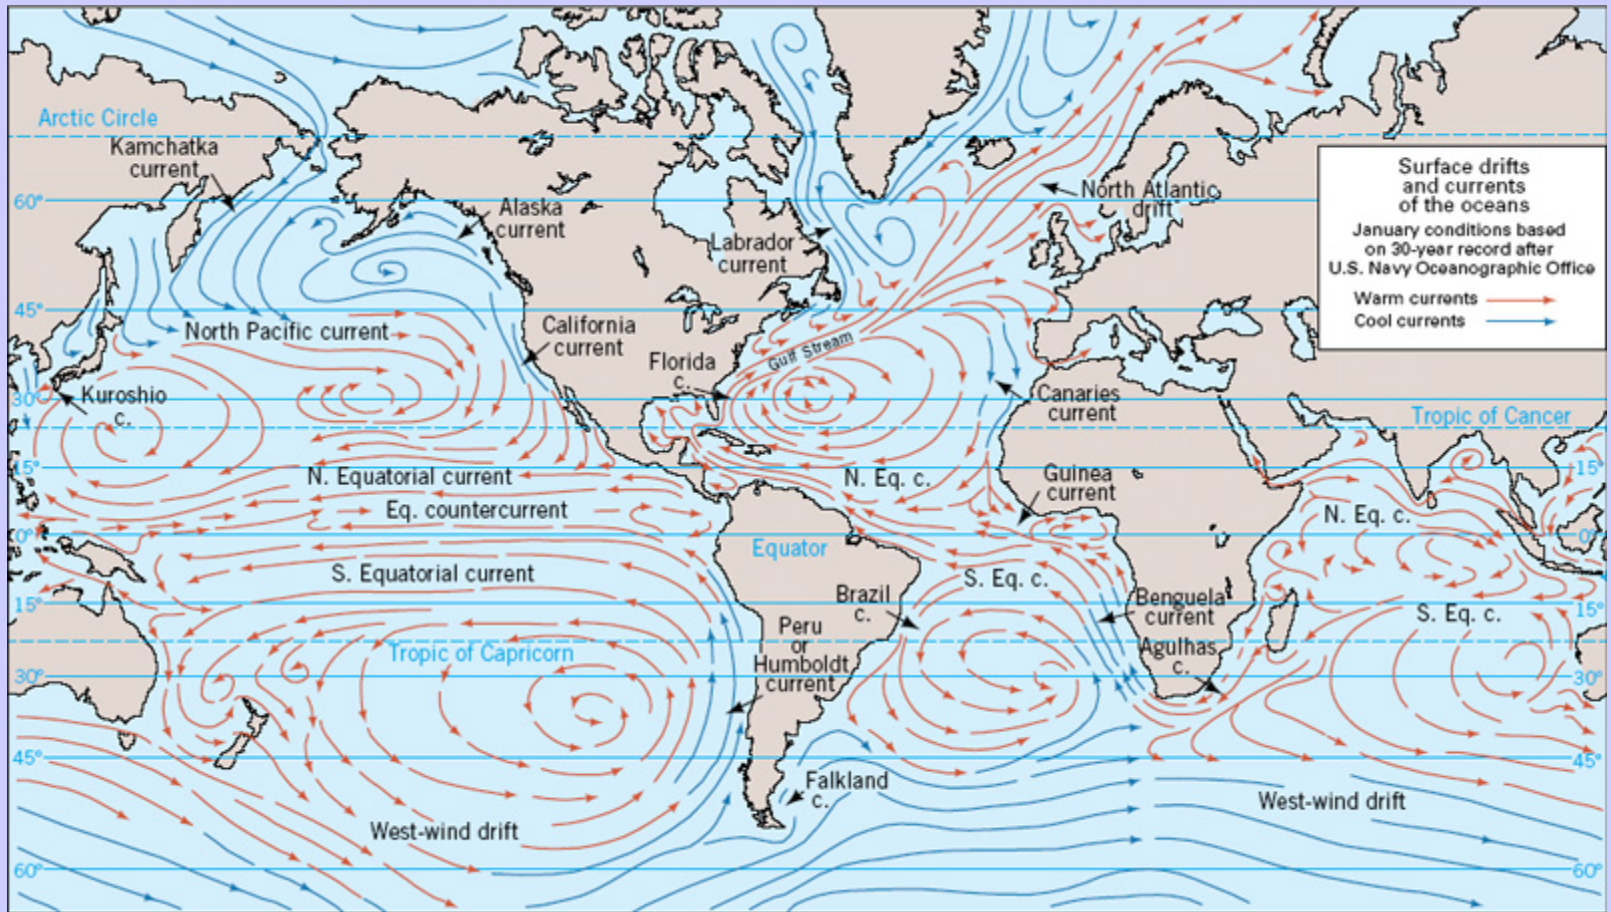 Arctic Circle
Kamchatka
current
60°
Alaska
current
North Atlantic
drift
Labrador
current
Surface drifts
and currents
of the oceans
January conditions based
on 30-year record after
U.S. Navy Oceanographic Office
Warm currents
Cool currents
45°
North Pacific current
California
current
Florida
c.
Gulf Stream
Kuroshio
c.
30°
Canaries
current
Tropic of Cancer
15°
N. Equatorial current
N. Eq. c.
Guinea
current
15°
Eq. countercurrent
N. Eq. c.
0°
Equator
0°
S. Equatorial current
S. Eq. c.
15°
Brazil
c.
Benguela
current
15°
S. Eq. c.
Peru
or
Humboldt
current
Tropic of Capricorn
Agulhas
c.
30°
30°
45°
45°
Falkland
c.
West-wind drift
West-wind drift
60°
60°